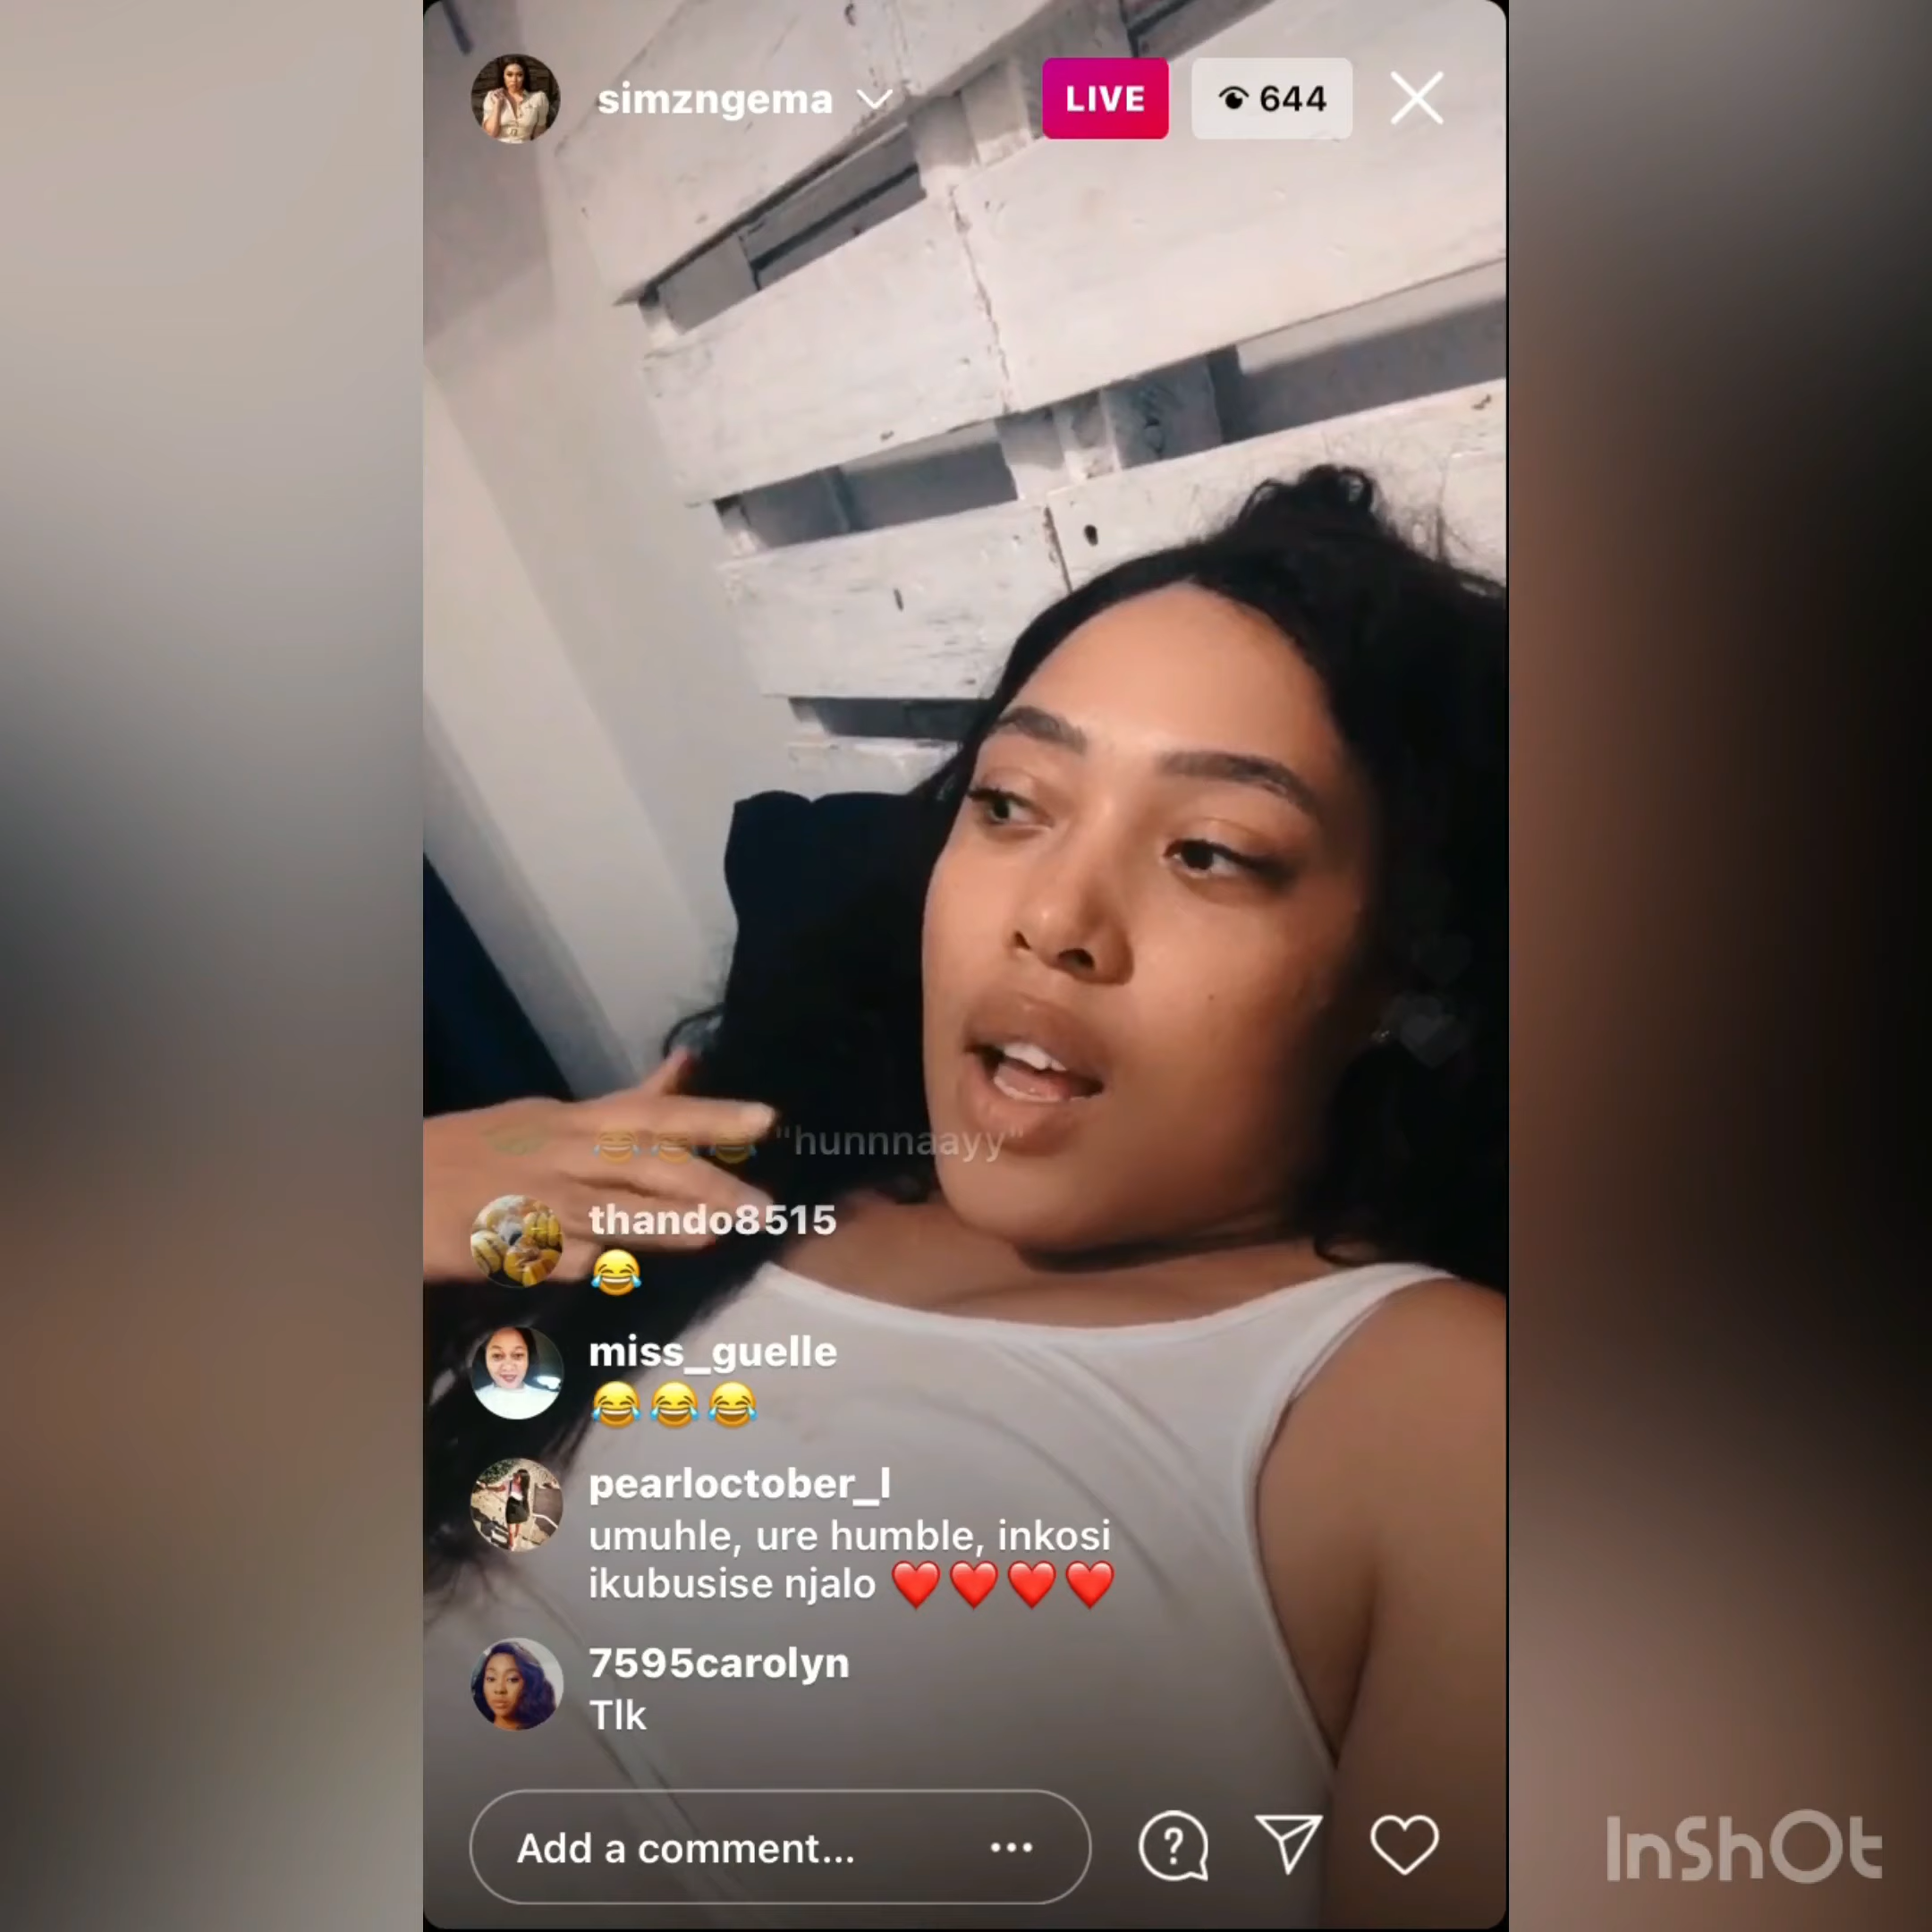 simzngema
LIVE
644
😂😂😂 "hunnnaayy"
thando8515
😂
miss_guelle
😂😂😂
pearloctober_l
umuhle, ure humble, inkosi
ikubusise njalo ❤️❤️❤️❤️
7595carolyn
Tlk
Add a comment...
InShOt